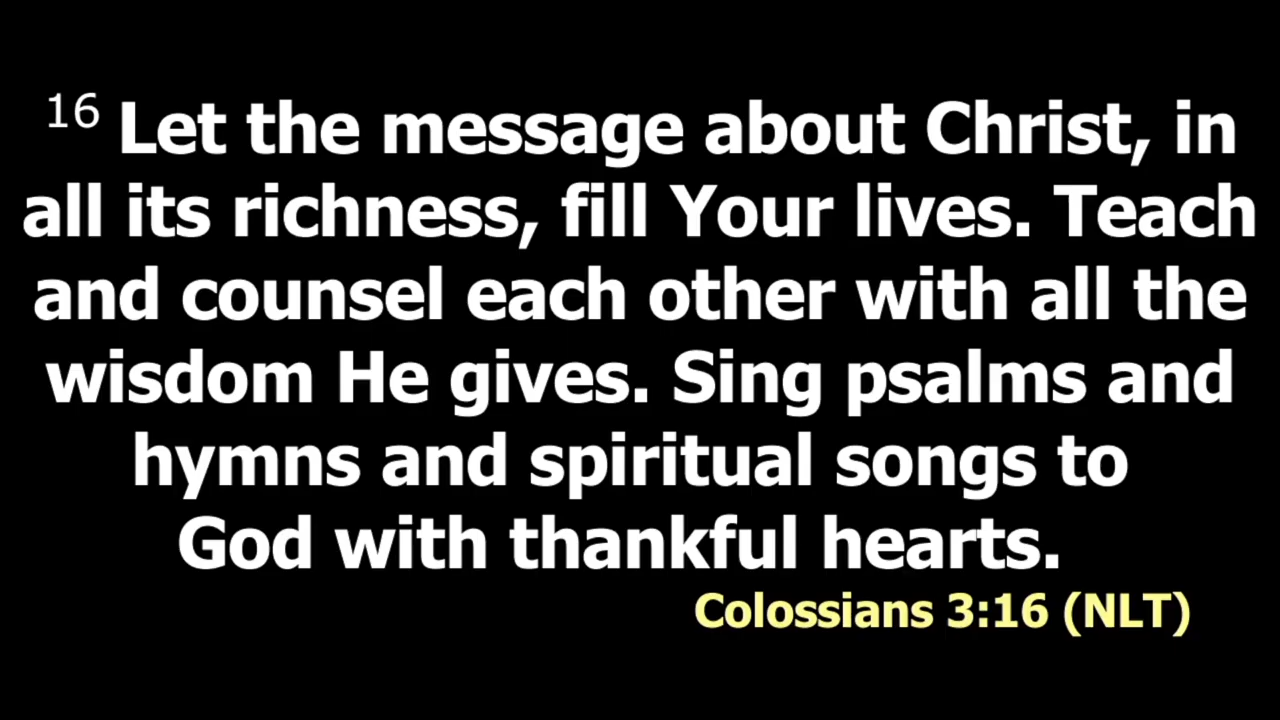 16 Let the message about Christ, in
all its richness, fill Your lives. Teach
and counsel each other with all the
wisdom He gives. Sing psalms and
hymns and spiritual songs to
God with thankful hearts.
Colossians 3:16 (NLT)